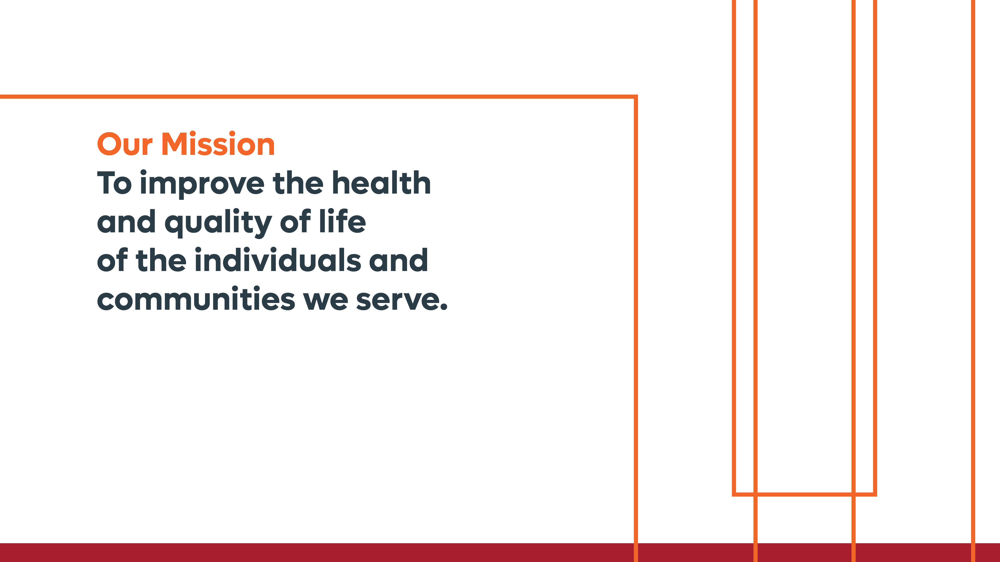 Our Mission
To improve the health
and quality of life
of the individuals and
communities we serve.